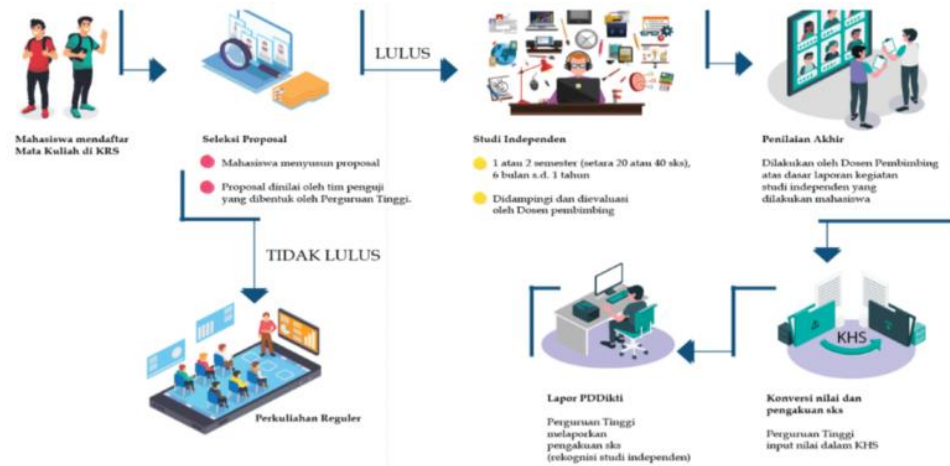 Mahasiswa mendaftar
Mata Kuliah di KRS
Seleksi Proposal
Mahasiswa menyusun proposal
Proposal dinilai oleh tim penguji
yang dibentuk oleh Perguruan Tinggi.
LULUS
Studi Independen
1 atau 2 semester (setara 20 atau 40 sks),
6 bulan s.d. 1 tahun
Didampingi dan dievaluasi
oleh Dosen pembimbing
Penilaian Akhir
Dilakukan oleh Dosen Pembimbing
atas dasar laporan kegiatan
studi independen yang
dilakukan mahasiswa
TIDAK LULUS
Perkuliahan Reguler
KHS
Konversi nilai dan
pengakuan sks
Perguruan Tinggi
input nilai dalam KHS
Lapor PDDikti
Perguruan Tinggi
melaporkan
pengakuan sks
(rekognisi studi independen)